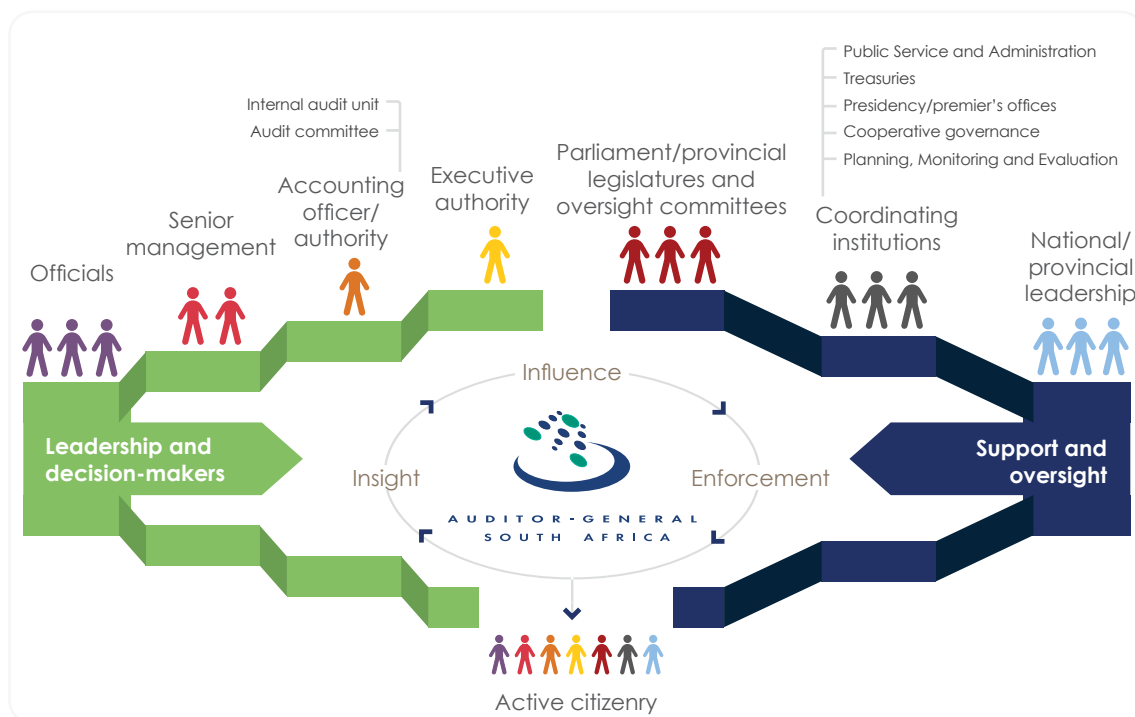 Public Service and Administration
Treasuries
Presidency/premier's offices
Cooperative governance
Planning, Monitoring and Evaluation
Internal audit unit
Audit committee
Officials
Senior
management
Accounting
officer/
authority
Executive
authority
Parliament/provincial
legislatures and
oversight committees
Coordinating
institutions
National/
provincial
leadership
Leadership and
decision-makers
Influence
Insight
Enforcement
AUDITOR-GENERAL
SOUTH AFRICA
Support and
oversight
Active citizenry